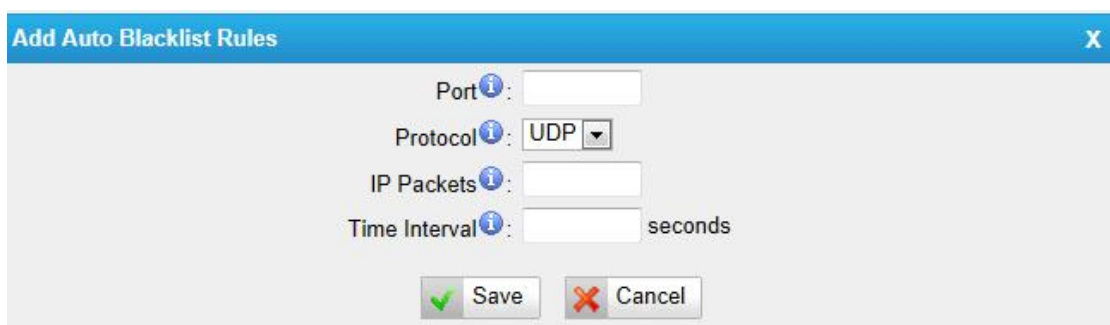 Add Auto Blacklist Rules X
Port :
Protocol : UDP
IP Packets :
Time Interval : seconds
Save Cancel